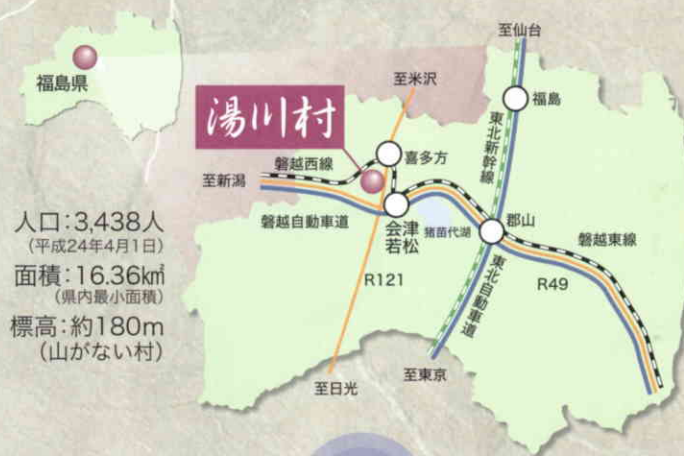 福島県
湯川村
至仙台
至米沢
福島
喜多方
東北新幹線
磐越西線
至新潟
磐越自動車道
会津
若松
猪苗代湖
郡山
磐越東線
R121
R49
東北自動車道
至東京
至日光
人口:3,438人
(平成24年4月1日)
面積:16.36㎢
(県内最小面積)
標高:約180m
(山がない村)